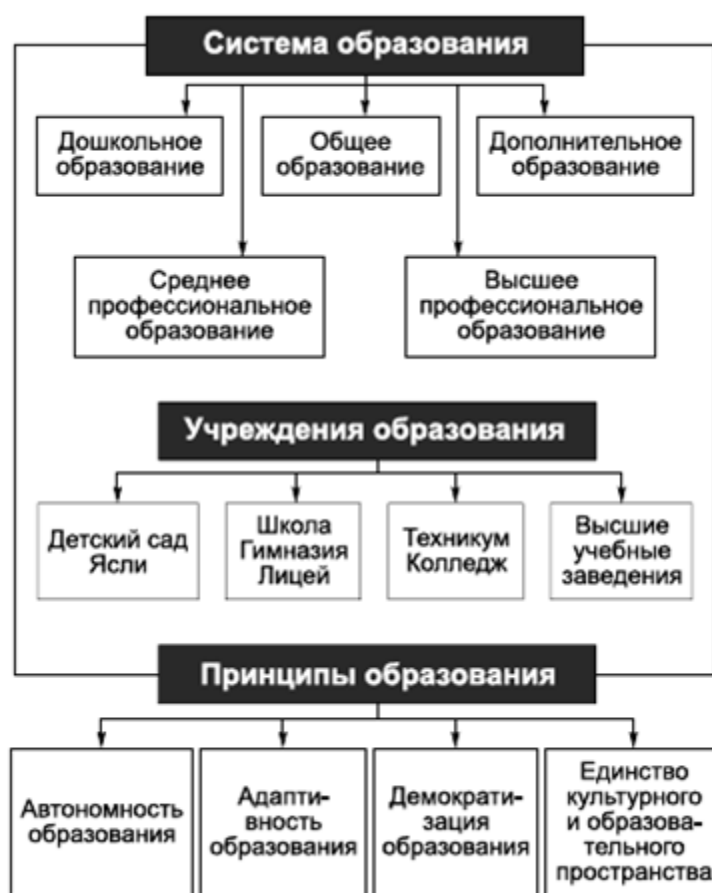 Система образования
Дошкольное
образование
Общее
образование
Дополнительное
образование
Среднее
профессиональное
образование
Высшее
профессиональное
образование
Учреждения образования
Детский сад
Ясли
Школа
Гимназия
Лицей
Техникум
Колледж
Высшие
учебные
заведения
Принципы образования
Автономность
образования
Адапти-
вность
образования
Демократи-
зация
образования
Единство
культурного
и образова-
тельного
пространства